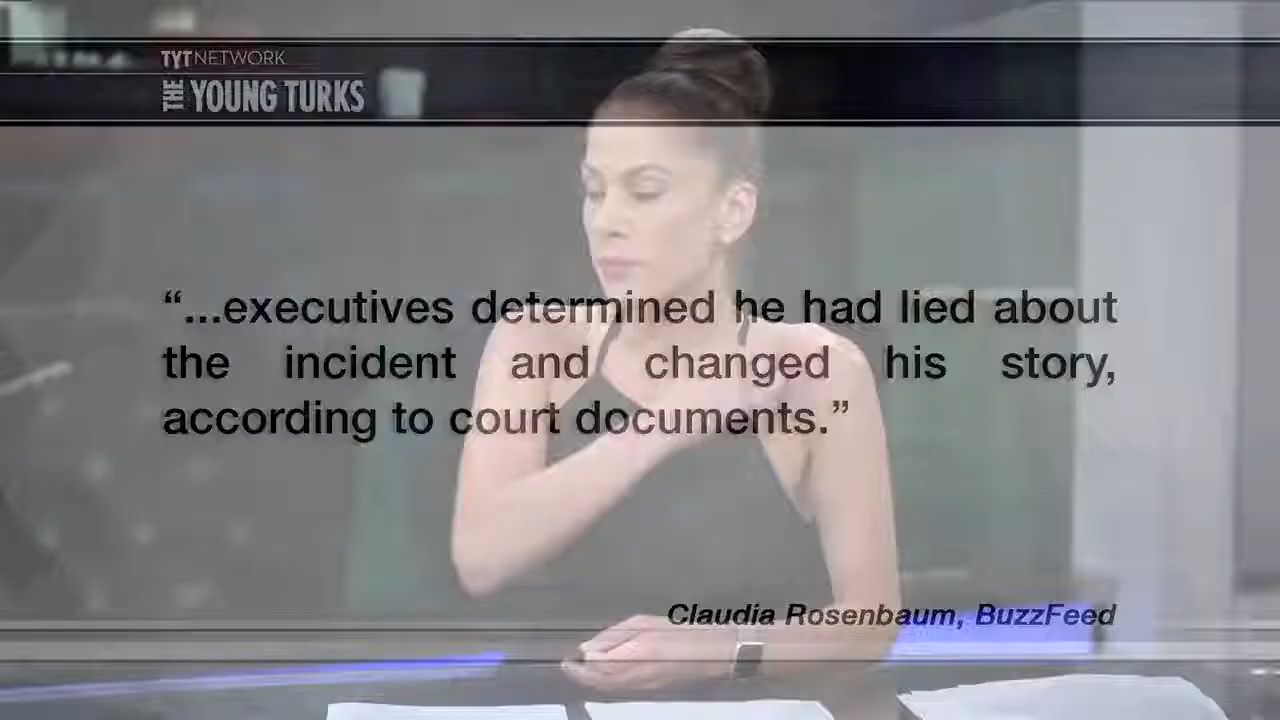 TYTNETWORK
THE YOUNG TURKS
“...executives determined he had lied about
the incident and changed his story,
according to court documents.”
Claudia Rosenbaum, BuzzFeed